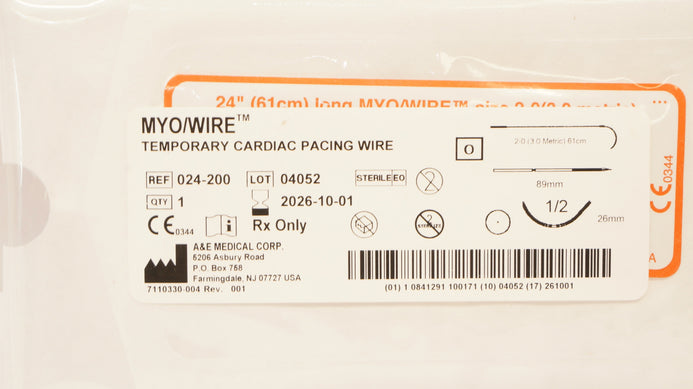 24" (61cm) long MYO/WIRE™ size 2-0(3.0 metric)
MYO/WIRE™
TEMPORARY CARDIAC PACING WIRE
REF 024-200 LOT 04052 STERILE EO 2
QTY 1 2026-10-01
CE 0344 i Rx Only
A&E MEDICAL CORP.
5206 Asbury Road
P.O. Box 758
Farmingdale, NJ 07727 USA
7110330-004 Rev. 001
O
2-0 (3.0 Metric) 61cm
89mm
1/2
26mm
2
(01) 1 0841291 100171 (10) 04052 (17) 261001
CE 0344
A